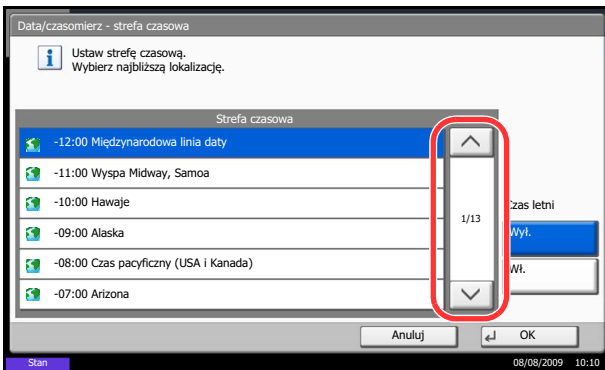 Data/czasomierz - strefa czasowa
Ustaw strefę czasową.
Wybierz najbliższą lokalizację.
Strefa czasowa
-12:00 Międzynarodowa linia daty
-11:00 Wyspa Midway, Samoa
-10:00 Hawaje
-09:00 Alaska
-08:00 Czas pacyficzny (USA i Kanada)
-07:00 Arizona
1/13
Czas letni
Wył.
Wł.
Anuluj
OK
Stan
08/08/2009 10:10